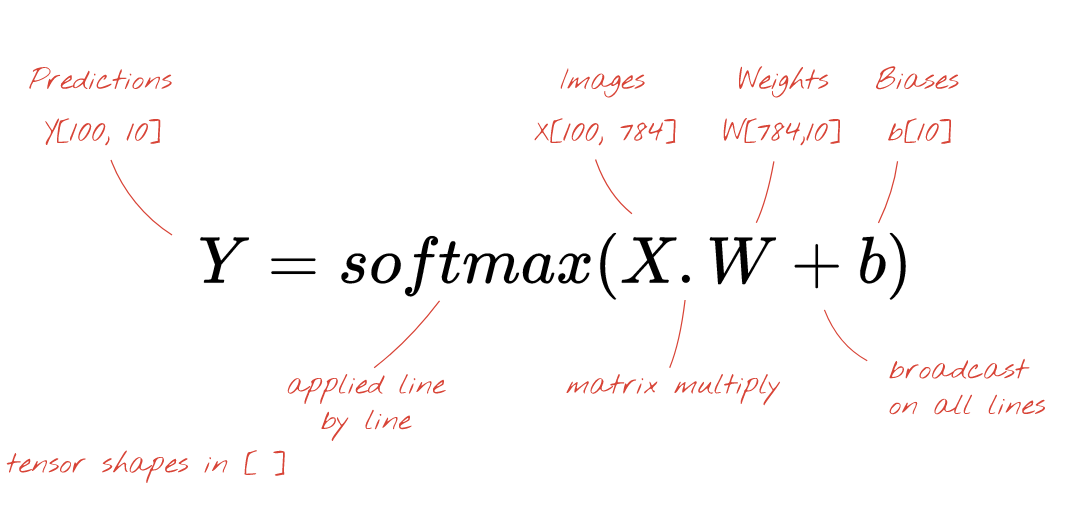 Predictions
Images
Weights
Biases
Y[100, 10]
X[100, 784]
W[784,10]
b[10]
Y = softmax(X.W + b)
applied line
by line
matrix multiply
broadcast
on all lines
tensor shapes in [ ]